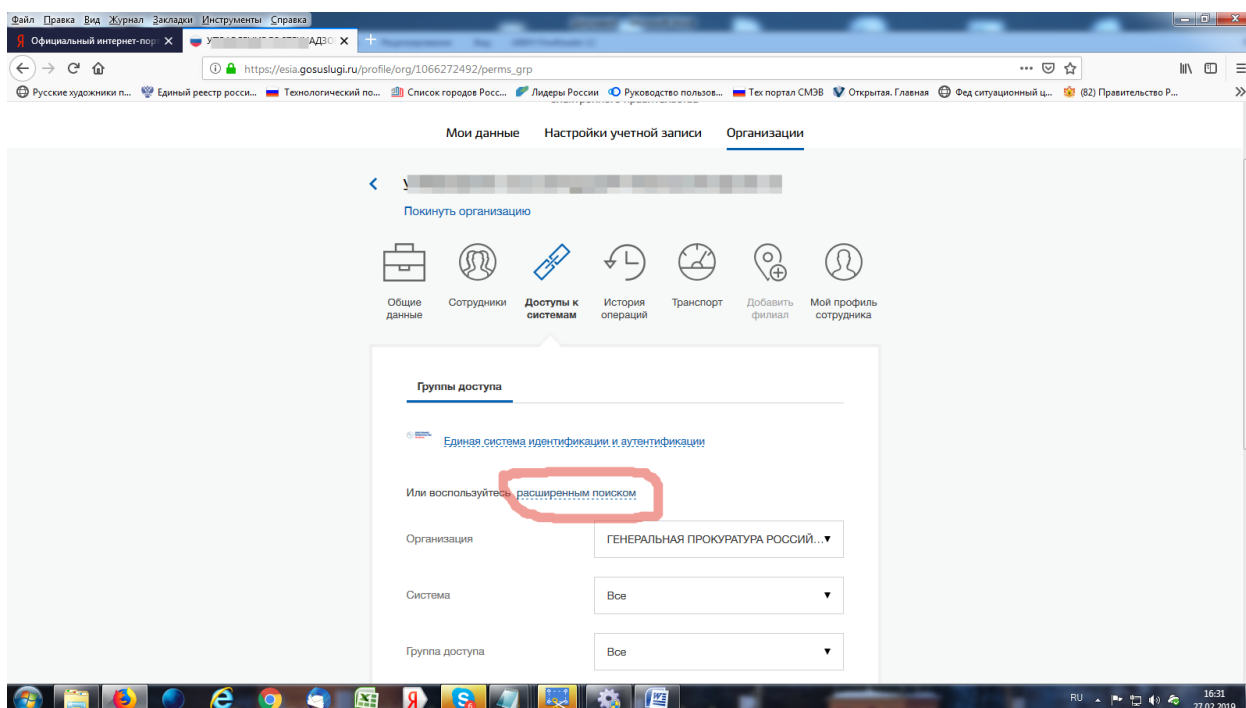 Файл Правка Вид Журнал Закладки Инструменты Справка
Официальный интернет-пор
https://esia.gosuslugi.ru/profile/org/1066272492/perms_grp
Русские художники п... Единый реестр росси... Технологический по... Список городов Росс... Лидеры России Руководство пользов... Тех портал СМЭВ Открытая. Главная Фед ситуационный ц... (82) Правительство Р...
Мои данные Настройки учетной записи Организации
Покинуть организацию
Общие данные
Сотрудники
Доступы к системам
История операций
Транспорт
Добавить филиал
Мой профиль сотрудника
Группы доступа
Единая система идентификации и аутентификации
Или воспользуйтесь расширенным поиском
Организация ГЕНЕРАЛЬНАЯ ПРОКУРАТУРА РОССИЙ...
Система Все
Группа доступа Все
RU
16:31
27.02.2019